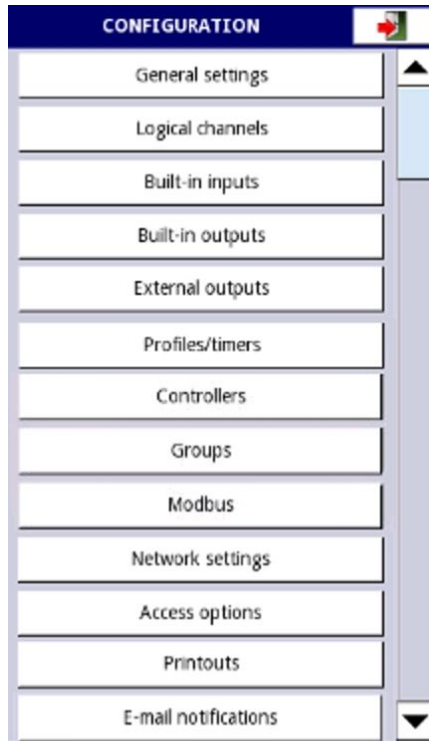 CONFIGURATION
General settings
Logical channels
Built-in inputs
Built-in outputs
External outputs
Profiles/timers
Controllers
Groups
Modbus
Network settings
Access options
Printouts
E-mail notifications